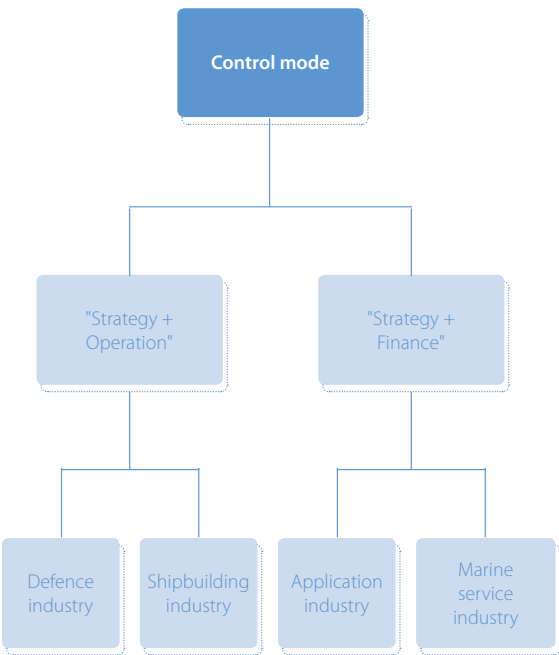 Control mode
"Strategy +
Operation"
"Strategy +
Finance"
Defence
industry
Shipbuilding
industry
Application
industry
Marine
service
industry